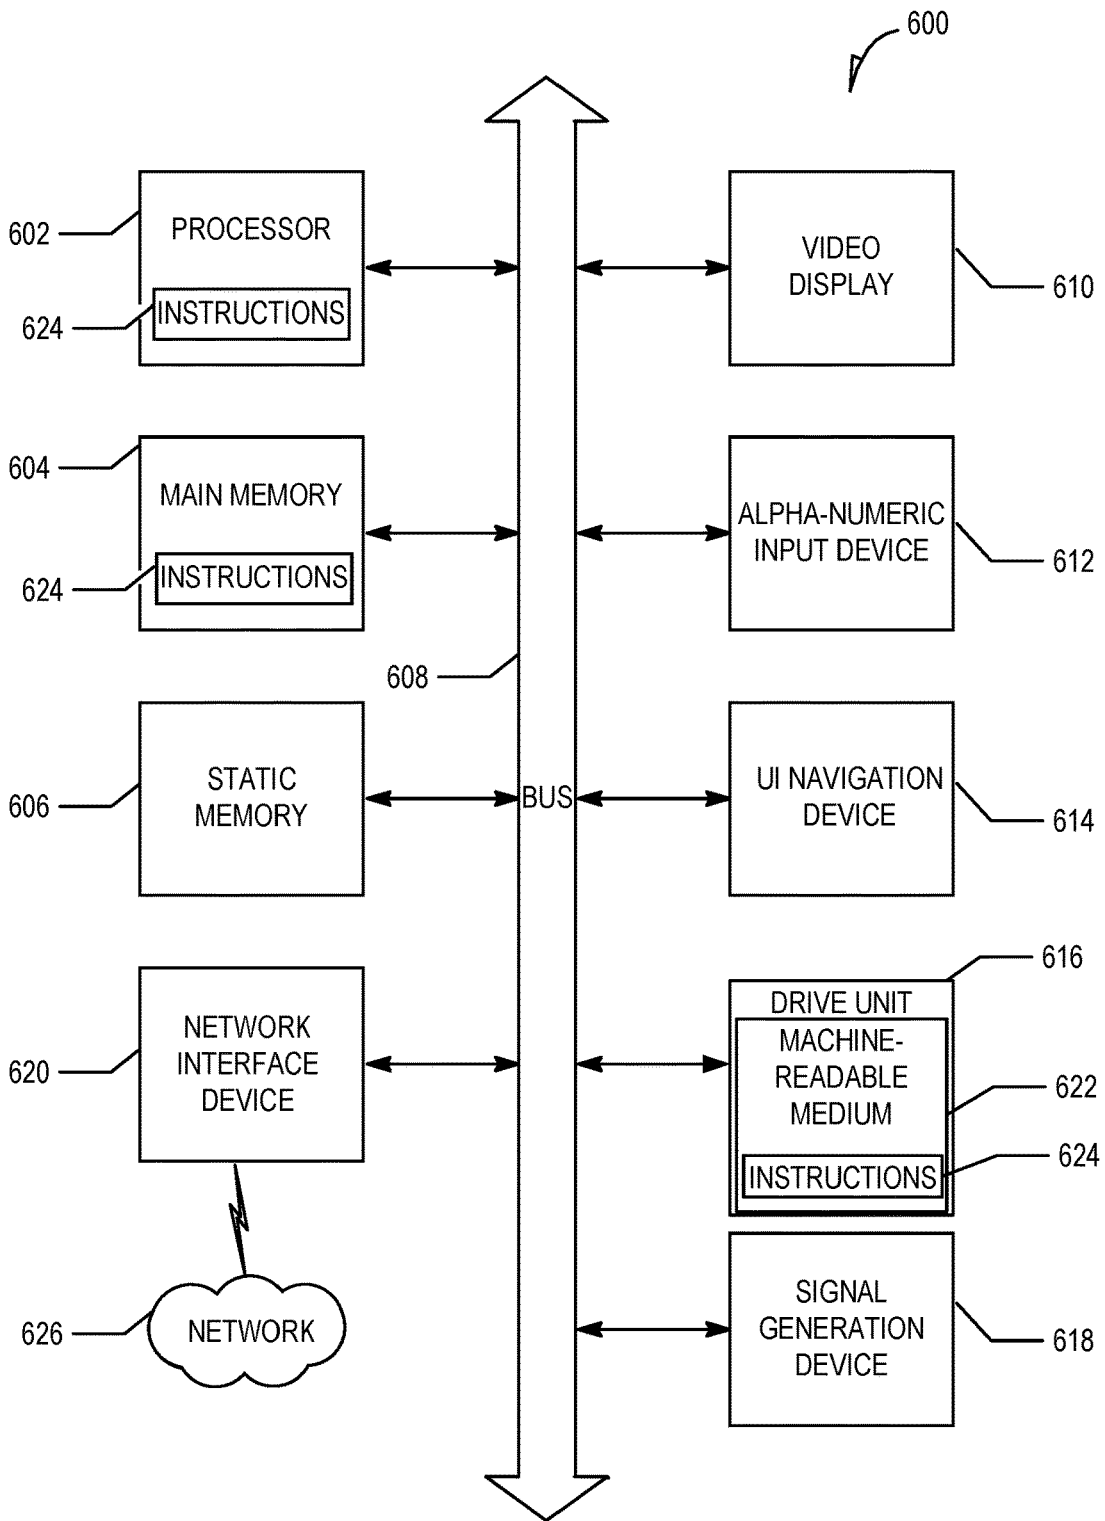 600
602
PROCESSOR
624
INSTRUCTIONS
VIDEO
DISPLAY
610
604
MAIN MEMORY
624
INSTRUCTIONS
ALPHA-NUMERIC
INPUT DEVICE
612
608
606
STATIC
MEMORY
BUS
UI NAVIGATION
DEVICE
614
620
NETWORK
INTERFACE
DEVICE
616
DRIVE UNIT
MACHINE-
READABLE
MEDIUM
622
INSTRUCTIONS
624
626
NETWORK
SIGNAL
GENERATION
DEVICE
618